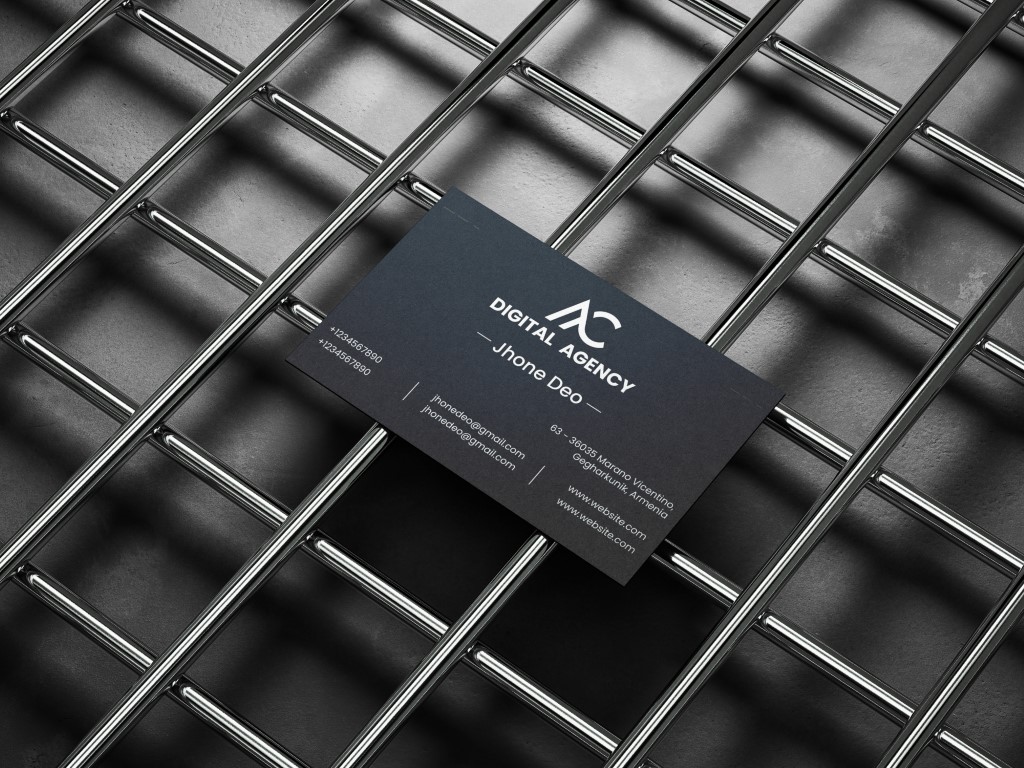 AC
DIGITAL AGENCY
Jhone Deo
+1234567890
+1234567890
jhonedeo@gmail.com
jhonedeo@gmail.com
63 - 36035 Marano Vicentino,
Gegharkunik, Armenia
www.website.com
www.website.com